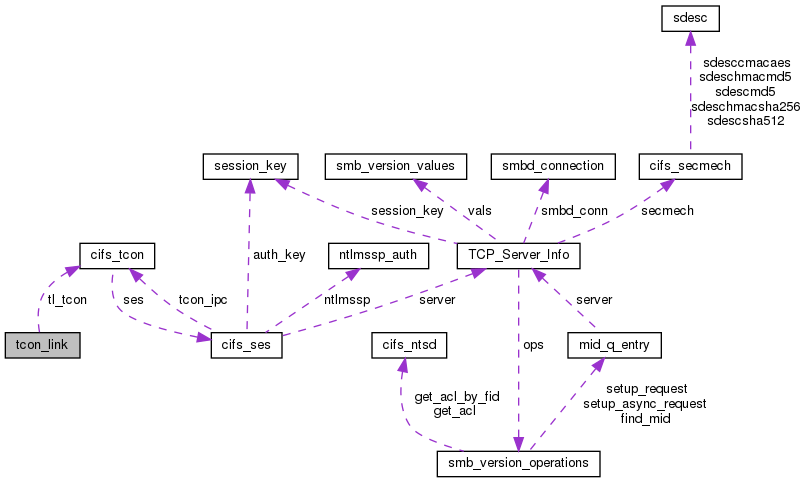 sdesc
sdesccmacaes
sdeschmacmd5
sdescmd5
sdeschmacsha256
sdescsha512
session_key
smb_version_values
smbd_connection
cifs_secmech
session_key
vals
smbd_conn
secmech
cifs_tcon
auth_key
ntlmssp_auth
TCP_Server_Info
tl_tcon
ses
tcon_ipc
ntlmssp
server
server
tcon_link
cifs_ses
cifs_ntsd
ops
mid_q_entry
get_acl_by_fid
get_acl
setup_request
setup_async_request
find_mid
smb_version_operations